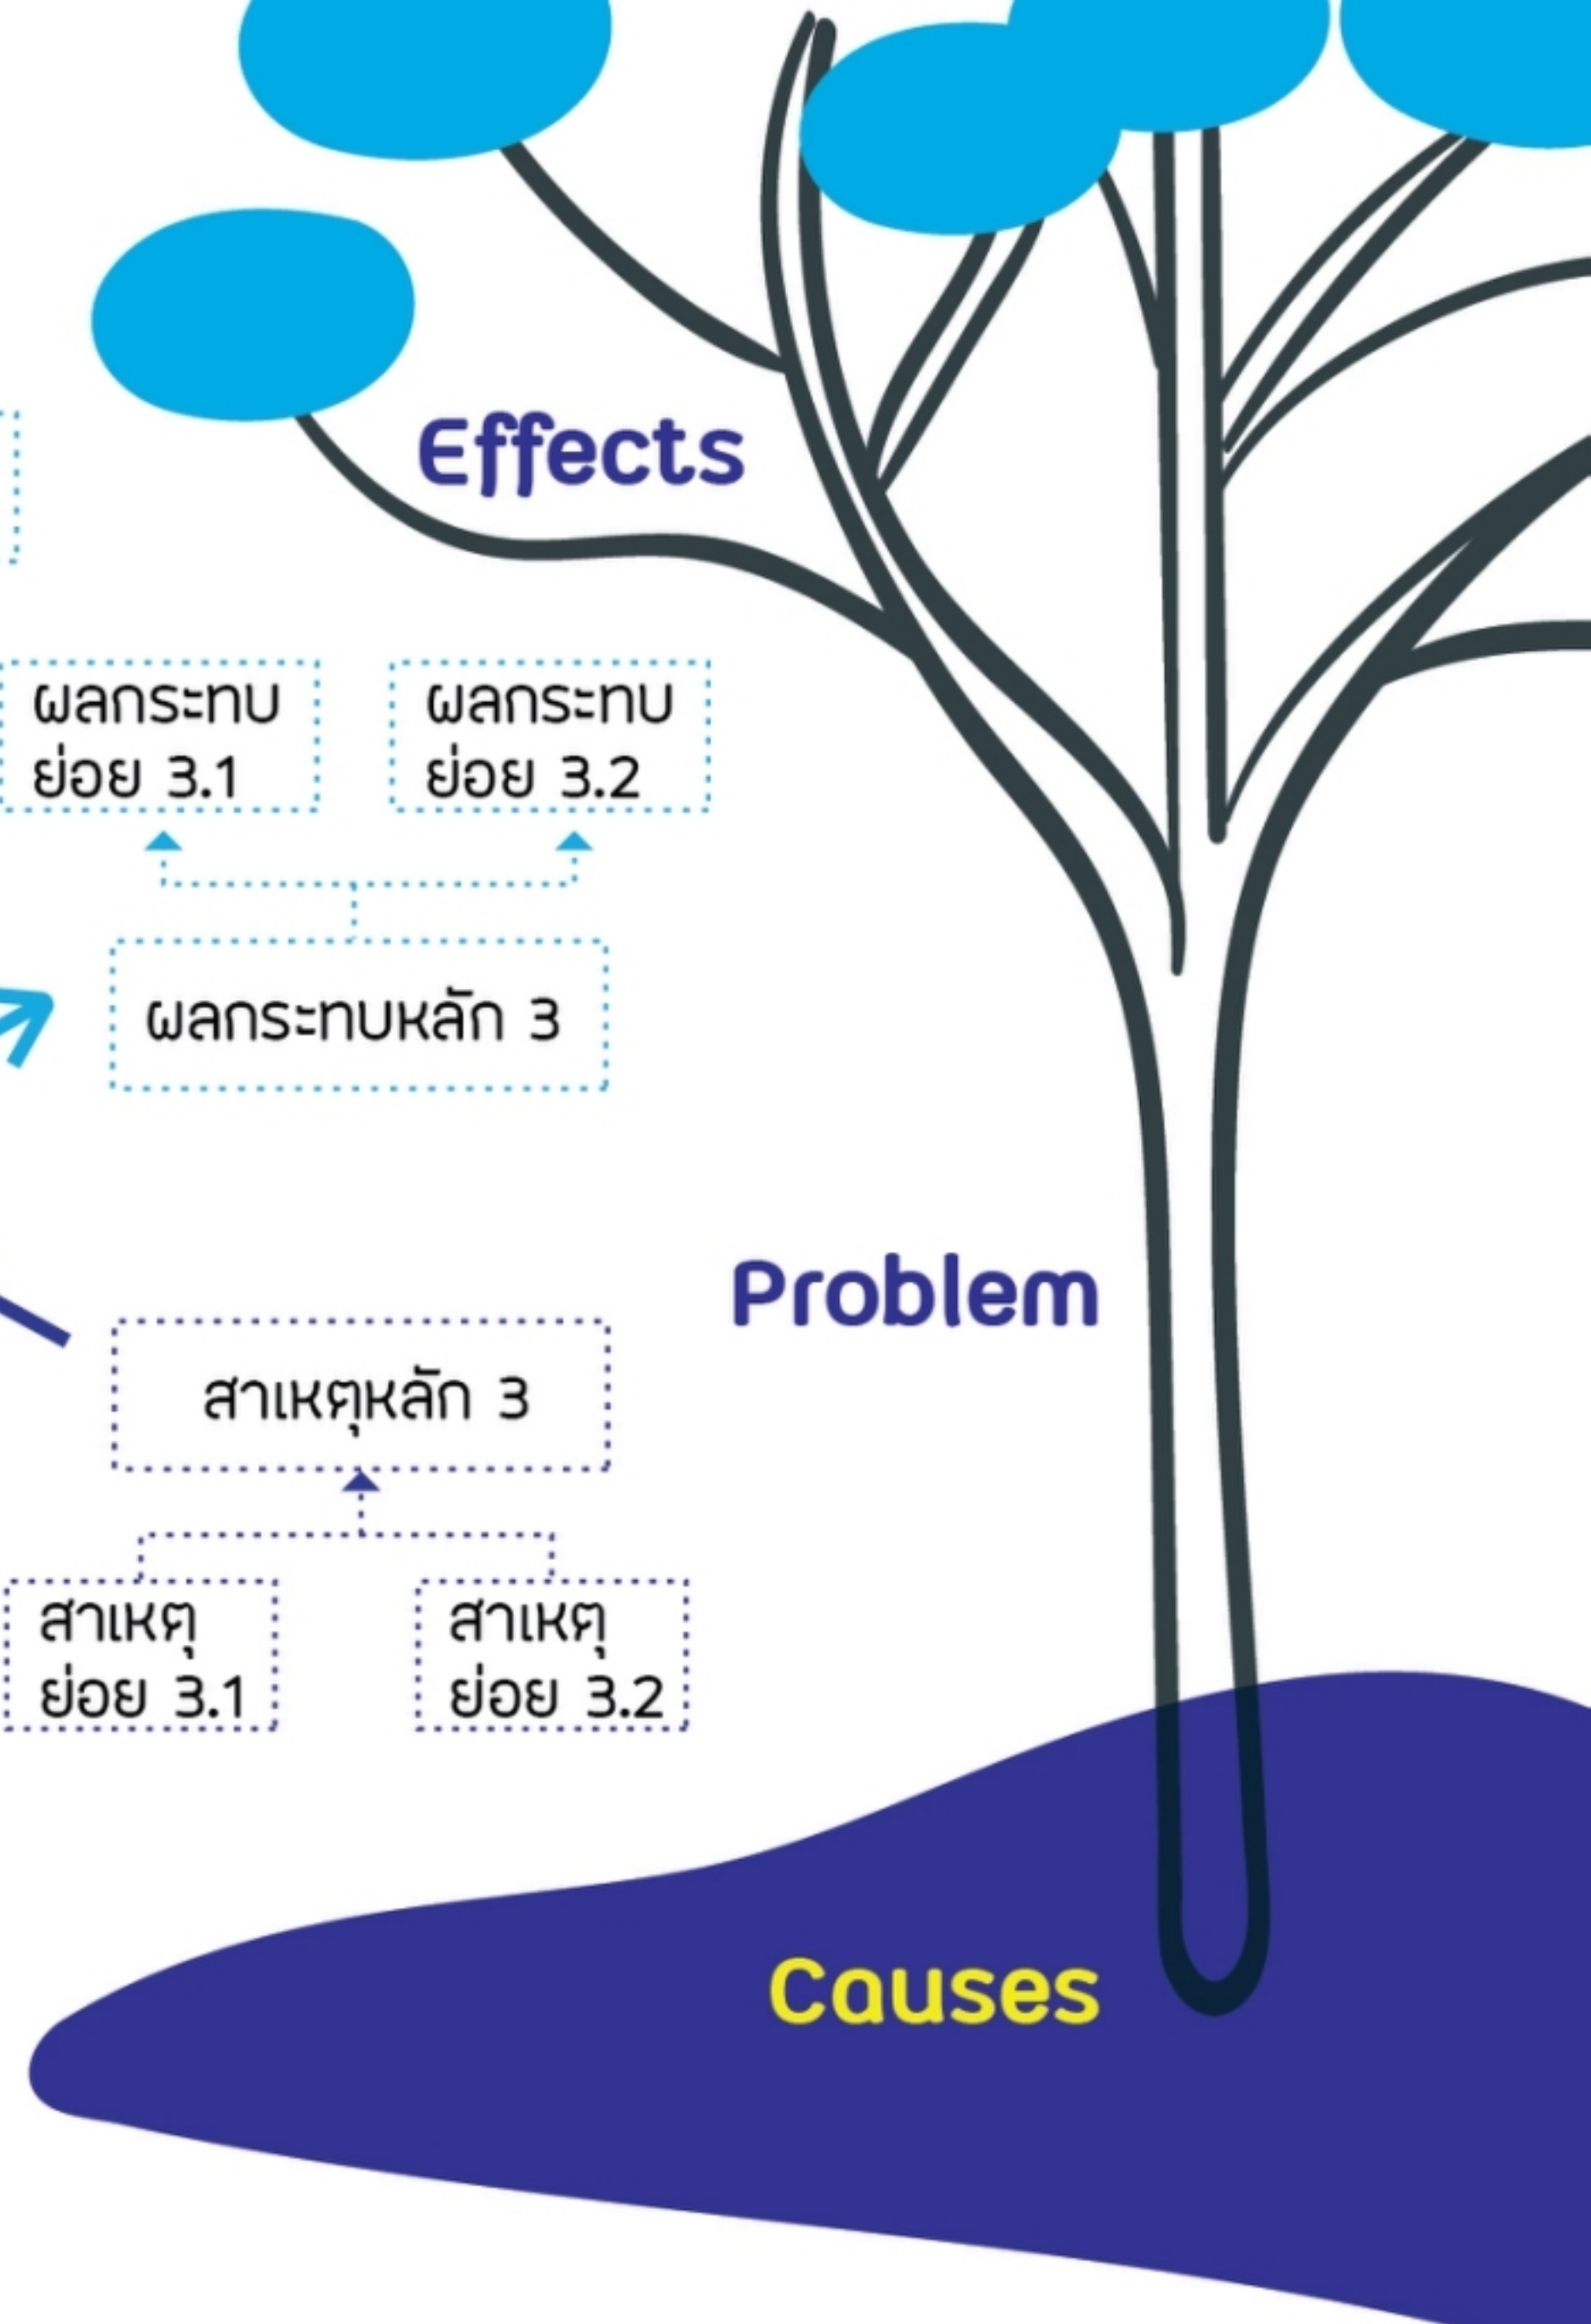 Effects
ผลกระทบ
ย่อย 3.1
ผลกระทบ
ย่อย 3.2
ผลกระทบหลัก 3
Problem
สาเหตุหลัก 3
สาเหตุ
ย่อย 3.1
สาเหตุ
ย่อย 3.2
Causes